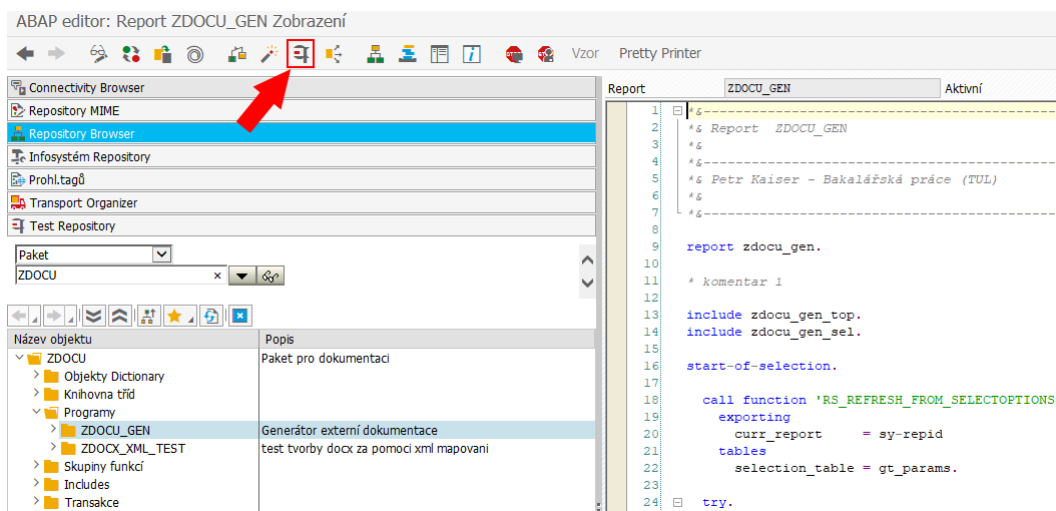 ABAP editor: Report ZDOCU_GEN Zobrazení
Vzor Pretty Printer
Connectivity Browser
Repository MIME
Repository Browser
Infosystém Repository
Prohl.tagů
Transport Organizer
Test Repository
Paket
ZDOCU
Název objektu Popis
ZDOCU Paket pro dokumentaci
Objekty Dictionary
Knihovna tříd
Programy
ZDOCU_GEN Generátor externí dokumentace
ZDOCX_XML_TEST test tvorby docx za pomoci xml mapovani
Skupiny funkcí
Includes
Transakce
Report ZDOCU_GEN Aktivní
1 *&---------------------------------------------
2 *& Report ZDOCU_GEN
3 *&
4 *&---------------------------------------------
5 *& Petr Kaiser - Bakalářská práce (TUL)
6 *&
7 *&---------------------------------------------
8
9 report zdocu_gen.
10
11 * komentar 1
12
13 include zdocu_gen_top.
14 include zdocu_gen_sel.
15
16 start-of-selection.
17
18 call function 'RS_REFRESH_FROM_SELECTOPTIONS
19 exporting
20 curr_report = sy-repid
21 tables
22 selection_table = gt_params.
23
24 try.